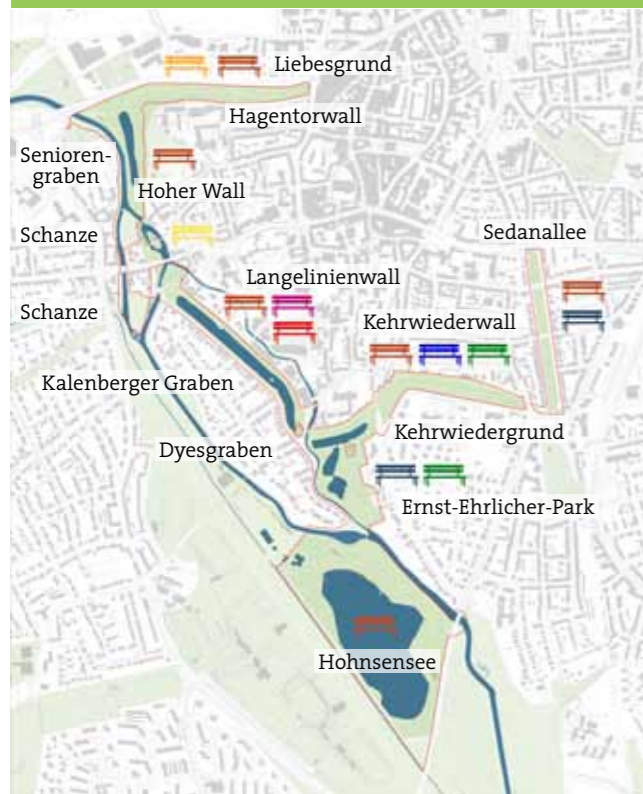 Liebesgrund
Hagentorwall
Senioren-
graben
Hoher Wall
Schanze
Sedanallee
Langelinienwall
Schanze
Kehrwiederwall
Kalenberger Graben
Kehrwiedergrund
Dyesgraben
Ernst-Ehrlicher-Park
Hohnsensee